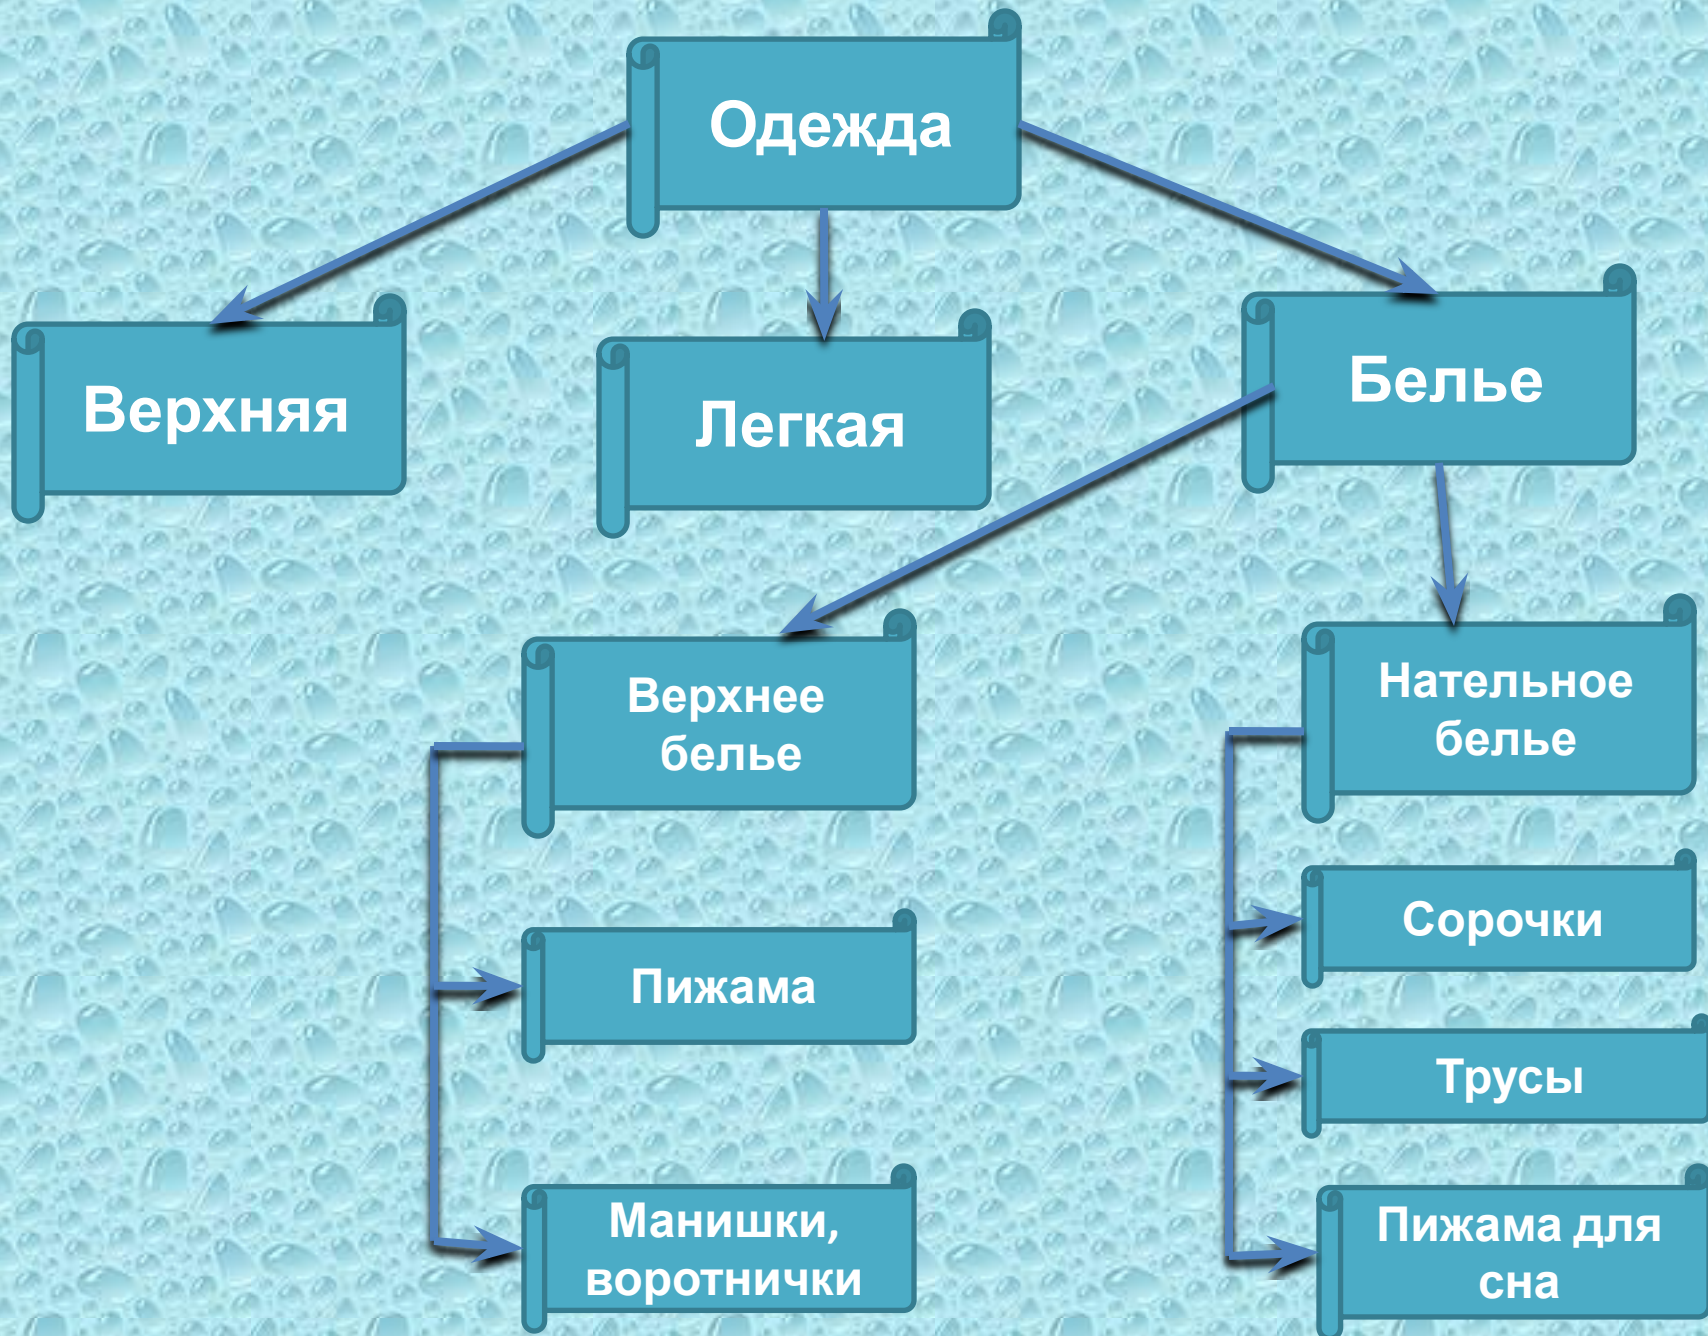 Одежда
Верхняя
Легкая
Белье
Верхнее
белье
Нательное
белье
Пижама
Манишки,
воротнички
Сорочки
Трусы
Пижама для
сна